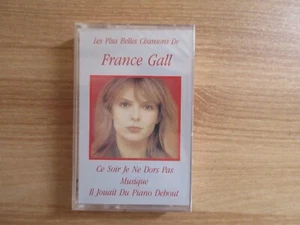 Les Plus Belles Chansons De
France Gall
Ce Soir Je Ne Dors Pas
Musique
Il Jouait Du Piano Debout